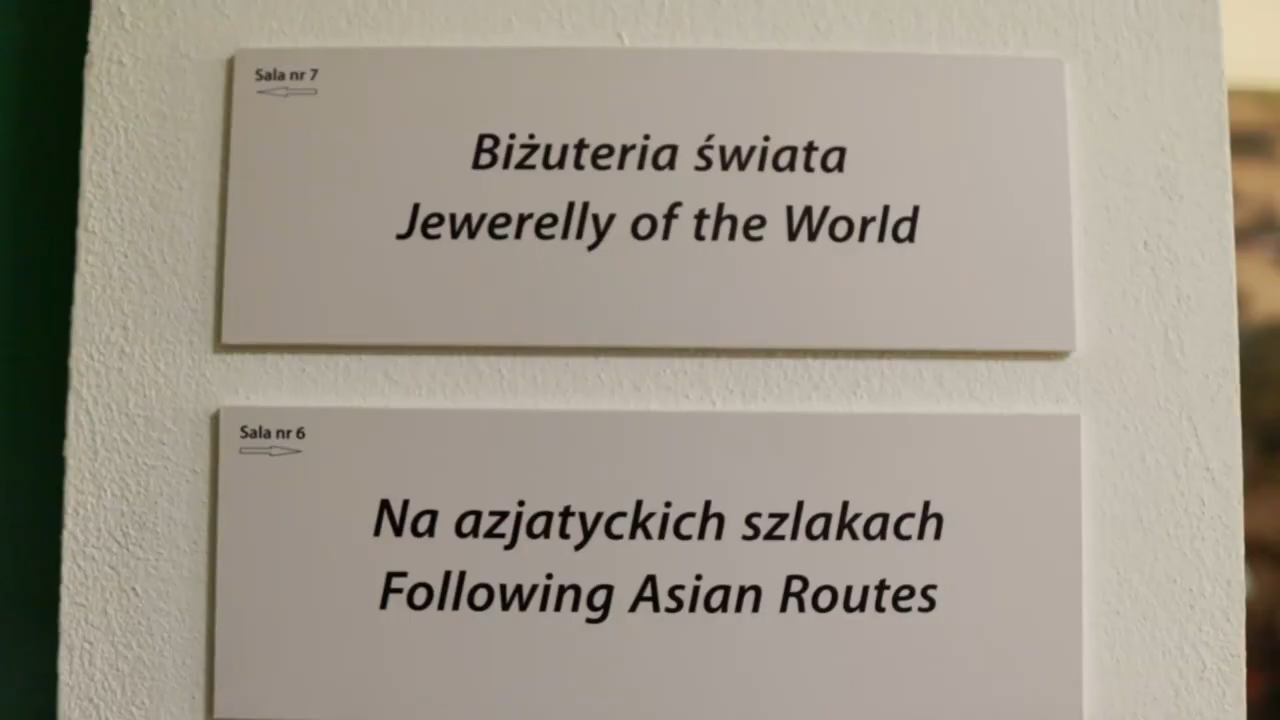 Sala nr 7
Biżuteria świata
Jewerelly of the World
Sala nr 6
Na azjatyckich szlakach
Following Asian Routes